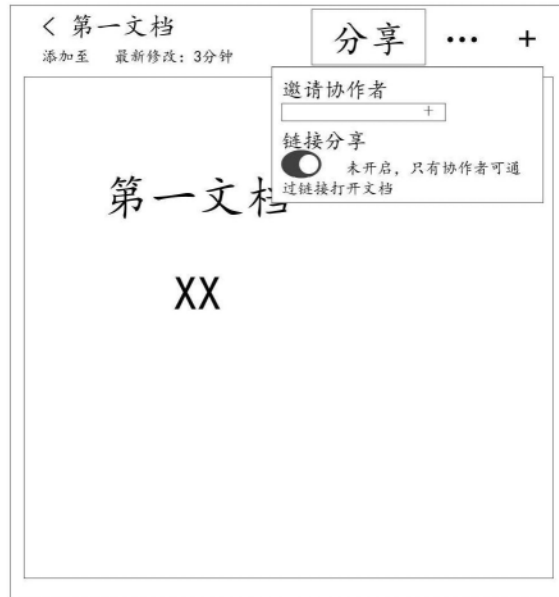 < 第一文档
分享 ··· +
添加至 最新修改：3分钟
邀请协作者
+
链接分享
未开启，只有协作者可通
过链接打开文档
第一文档
XX